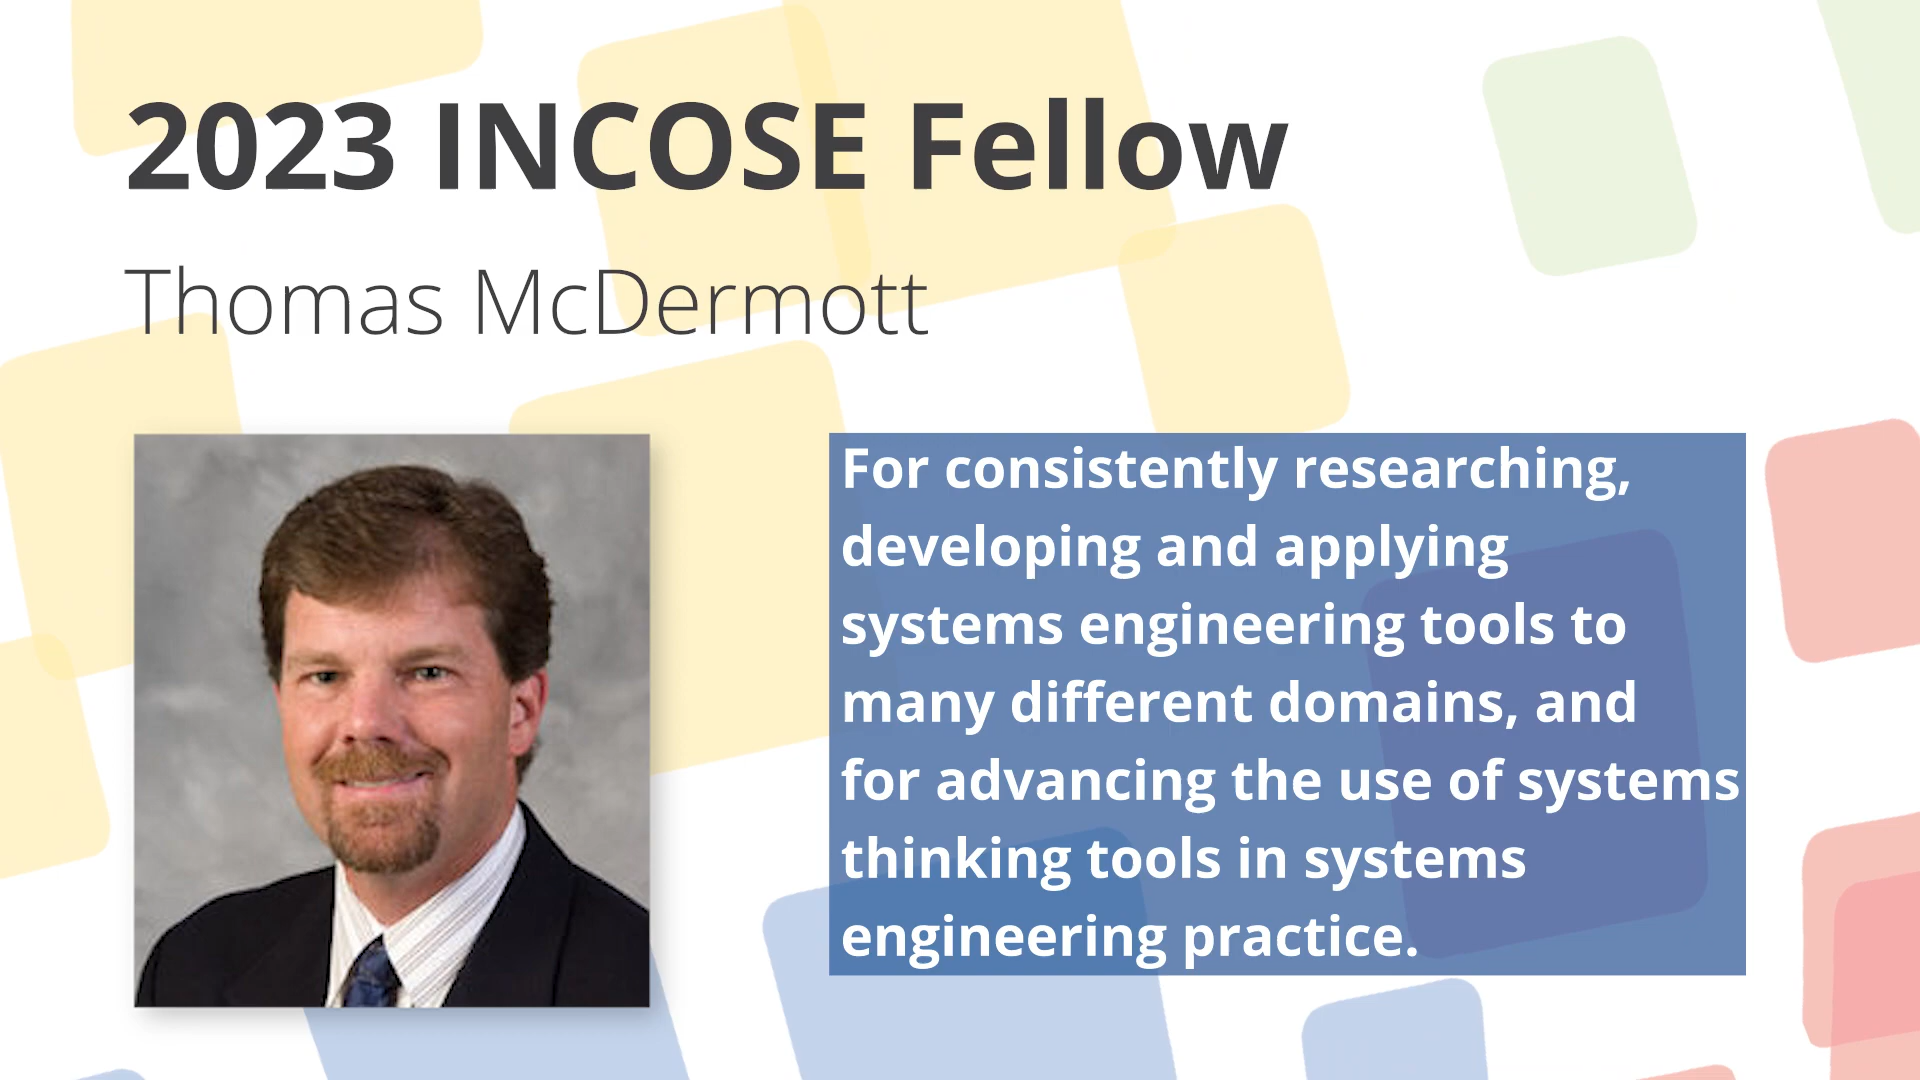 2023 INCOSE Fellow
Thomas McDermott
For consistently researching,
developing and applying
systems engineering tools to
many different domains, and
for advancing the use of systems
thinking tools in systems
engineering practice.